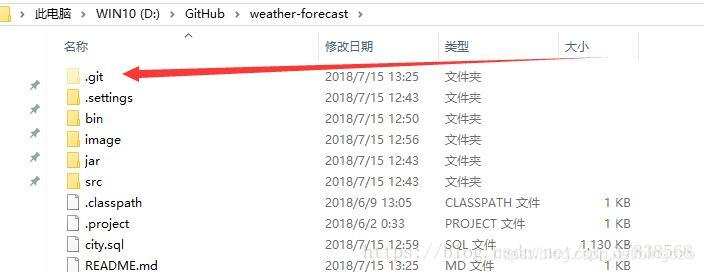 此电脑 > WIN10 (D:) > GitHub > weather-forecast >
名称 修改日期 类型 大小
.git 2018/7/15 13:25 文件夹
.settings 2018/7/15 12:43 文件夹
bin 2018/7/15 12:50 文件夹
image 2018/7/15 12:56 文件夹
jar 2018/7/15 12:43 文件夹
src 2018/7/15 12:43 文件夹
.classpath 2018/6/9 13:05 CLASSPATH 文件 1 KB
.project 2018/6/2 0:33 PROJECT 文件 1 KB
city.sql 2018/7/15 12:59 SQL 文件 1,130 KB
README.md 2018/7/15 13:25 MD 文件 1 KB